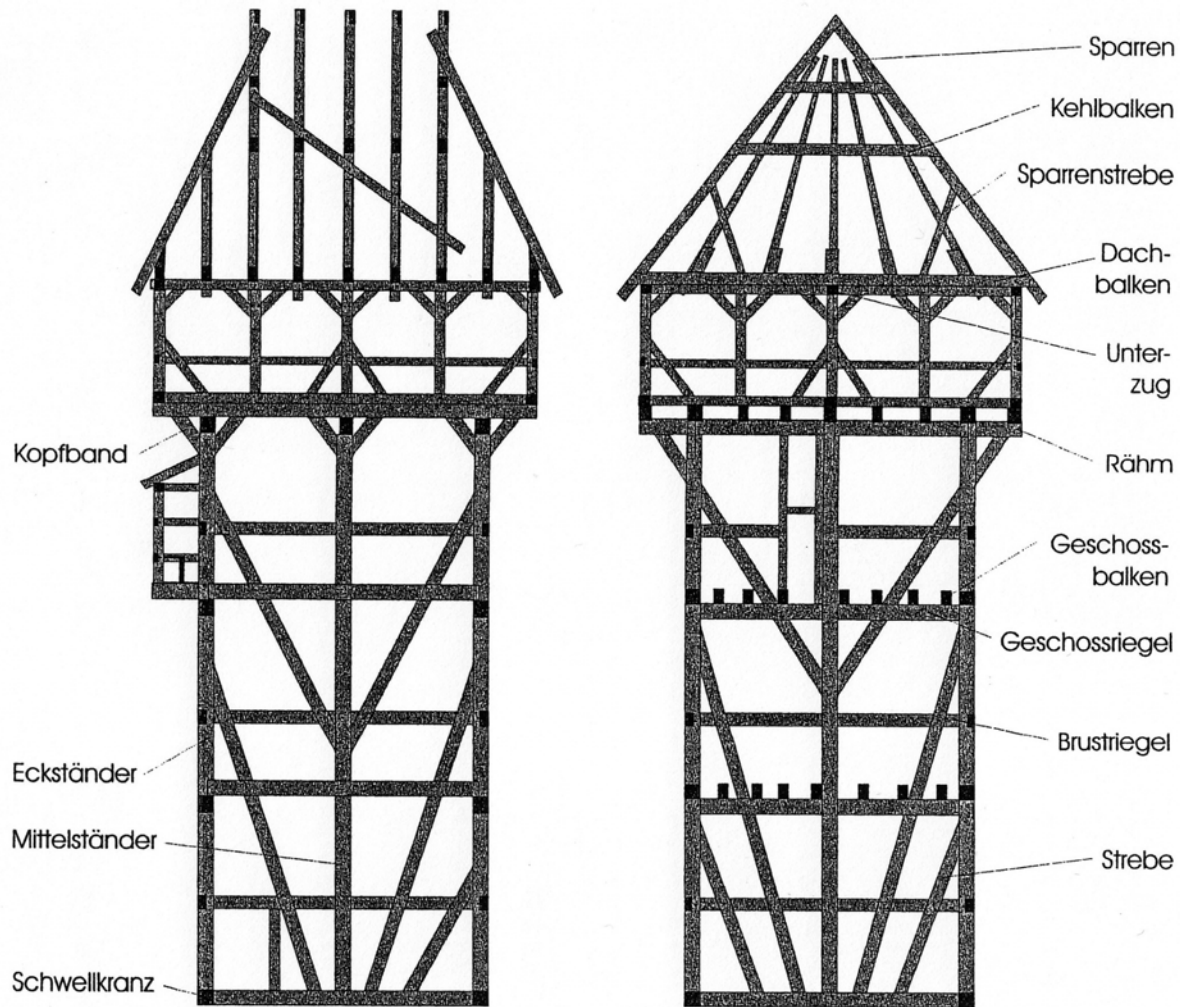 Sparren
Kehlbalken
Sparrenstrebe
Dach-
balken
Unter-
zug
Kopfband
Rähm
Geschoss-
balken
Geschossriegel
Brustriegel
Eckständer
Mittelständer
Strebe
Schwellkranz